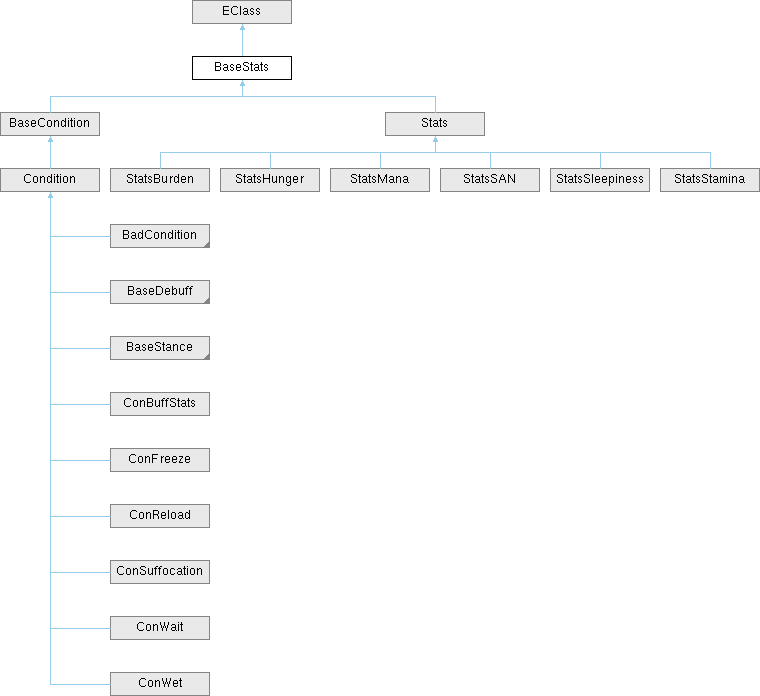 EClass
BaseStats
BaseCondition
Stats
Condition
StatsBurden
StatsHunger
StatsMana
StatsSAN
StatsSleepiness
StatsStamina
BadCondition
BaseDebuff
BaseStance
ConBuffStats
ConFreeze
ConReload
ConSuffocation
ConWait
ConWet